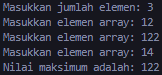 Masukkan jumlah elemen: 3
Masukkan elemen array: 12
Masukkan elemen array: 122
Masukkan elemen array: 14
Nilai maksimum adalah: 122